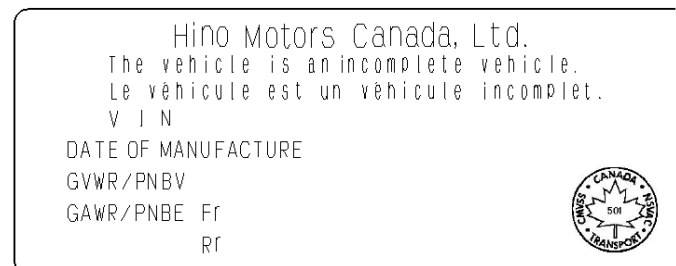 Hino Motors Canada, Ltd.
The vehicle is an incomplete vehicle.
Le véhicule est un véhicule incomplet.
V I N
DATE OF MANUFACTURE
GVWR/PNBV
GAWR/PNBE Fr
Rr
CANADA
CMVSS
501
NSVAC
TRANSPORT